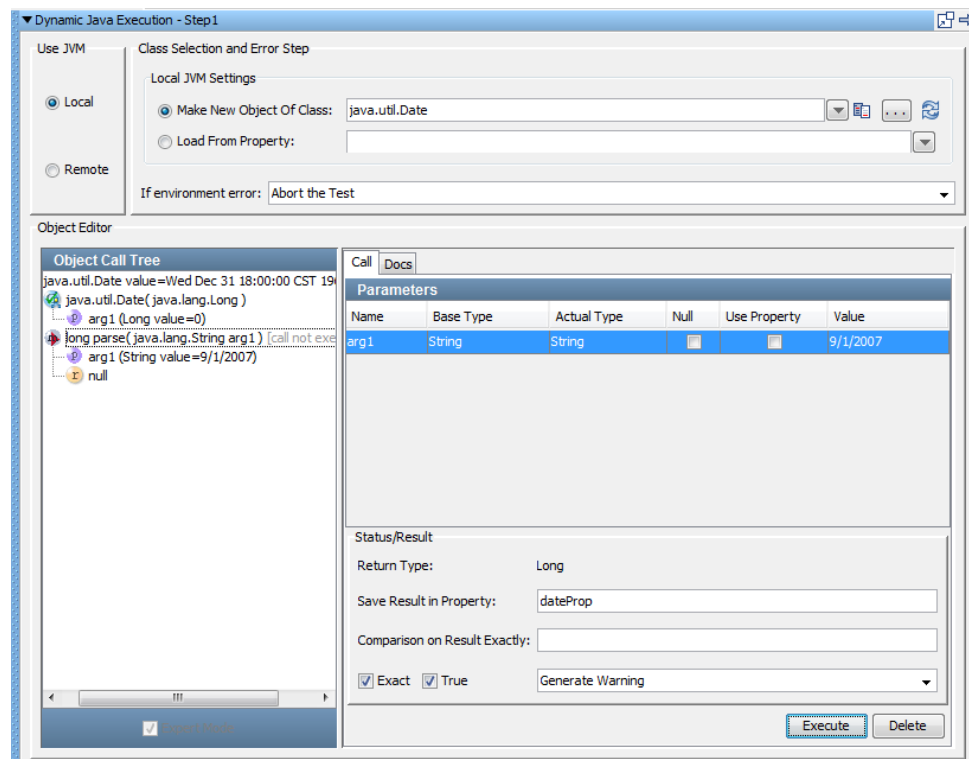 Dynamic Java Execution - Step1
Use JVM
Class Selection and Error Step
Local JVM Settings
Local
Make New Object Of Class: java.util.Date ...
Load From Property:
Remote
If environment error: Abort the Test
Object Editor
Object Call Tree
java.util.Date value=Wed Dec 31 18:00:00 CST 19
java.util.Date( java.lang.Long )
arg1 (Long value=0)
long parse( java.lang.String arg1 ) [call not exe
arg1 (String value=9/1/2007)
null
Call Docs
Parameters
Name Base Type Actual Type Null Use Property Value
arg1 String String 9/1/2007
Status/Result
Return Type: Long
Save Result in Property: dateProp
Comparison on Result Exactly:
Exact True Generate Warning
Execute Delete